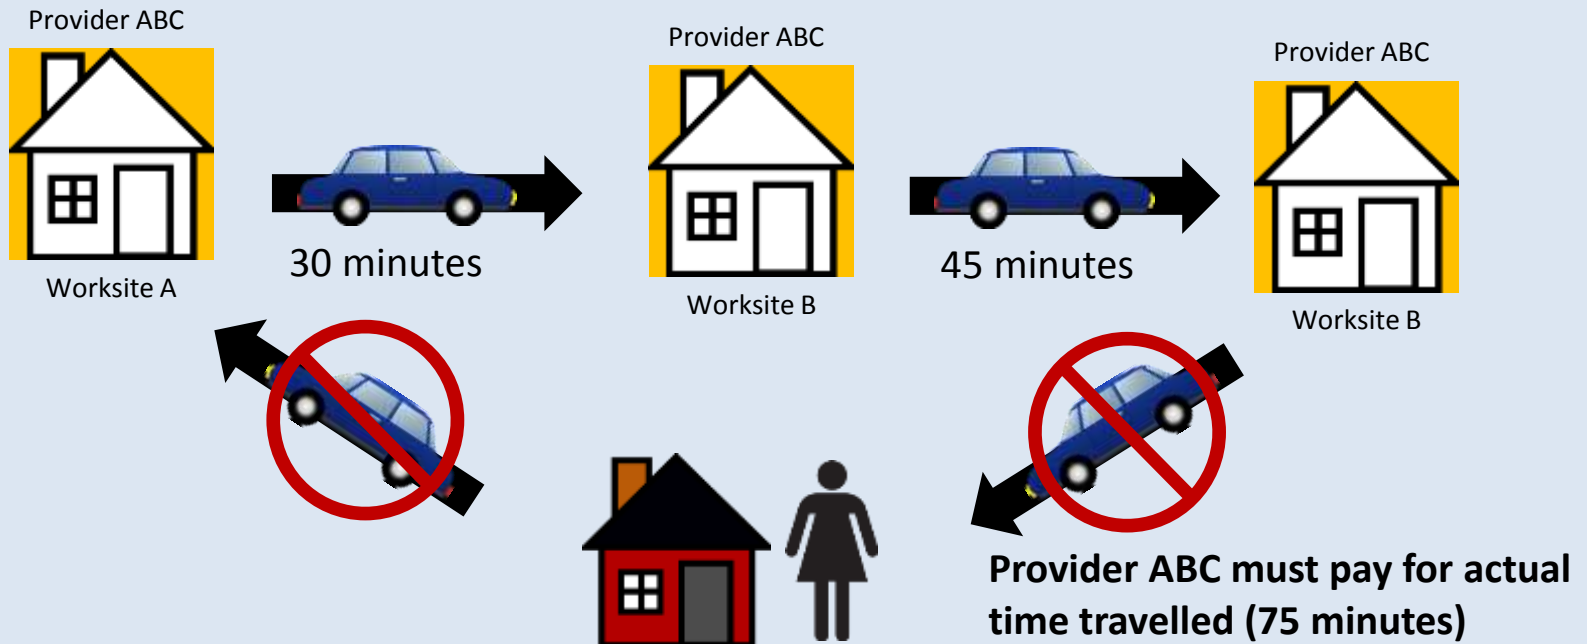 Provider ABC
Provider ABC
Provider ABC
30 minutes
45 minutes
Worksite A
Worksite B
Worksite B
Provider ABC must pay for actual
time travelled (75 minutes)